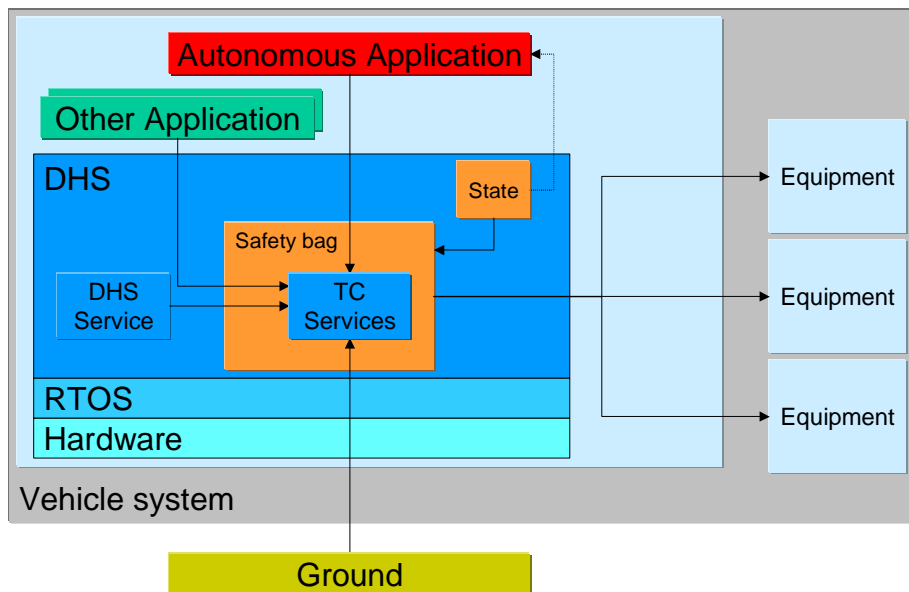 Autonomous Application
Other Application
DHS
State
Equipment
Safety bag
DHS
Service
TC
Services
Equipment
RTOS
Equipment
Hardware
Vehicle system
Ground